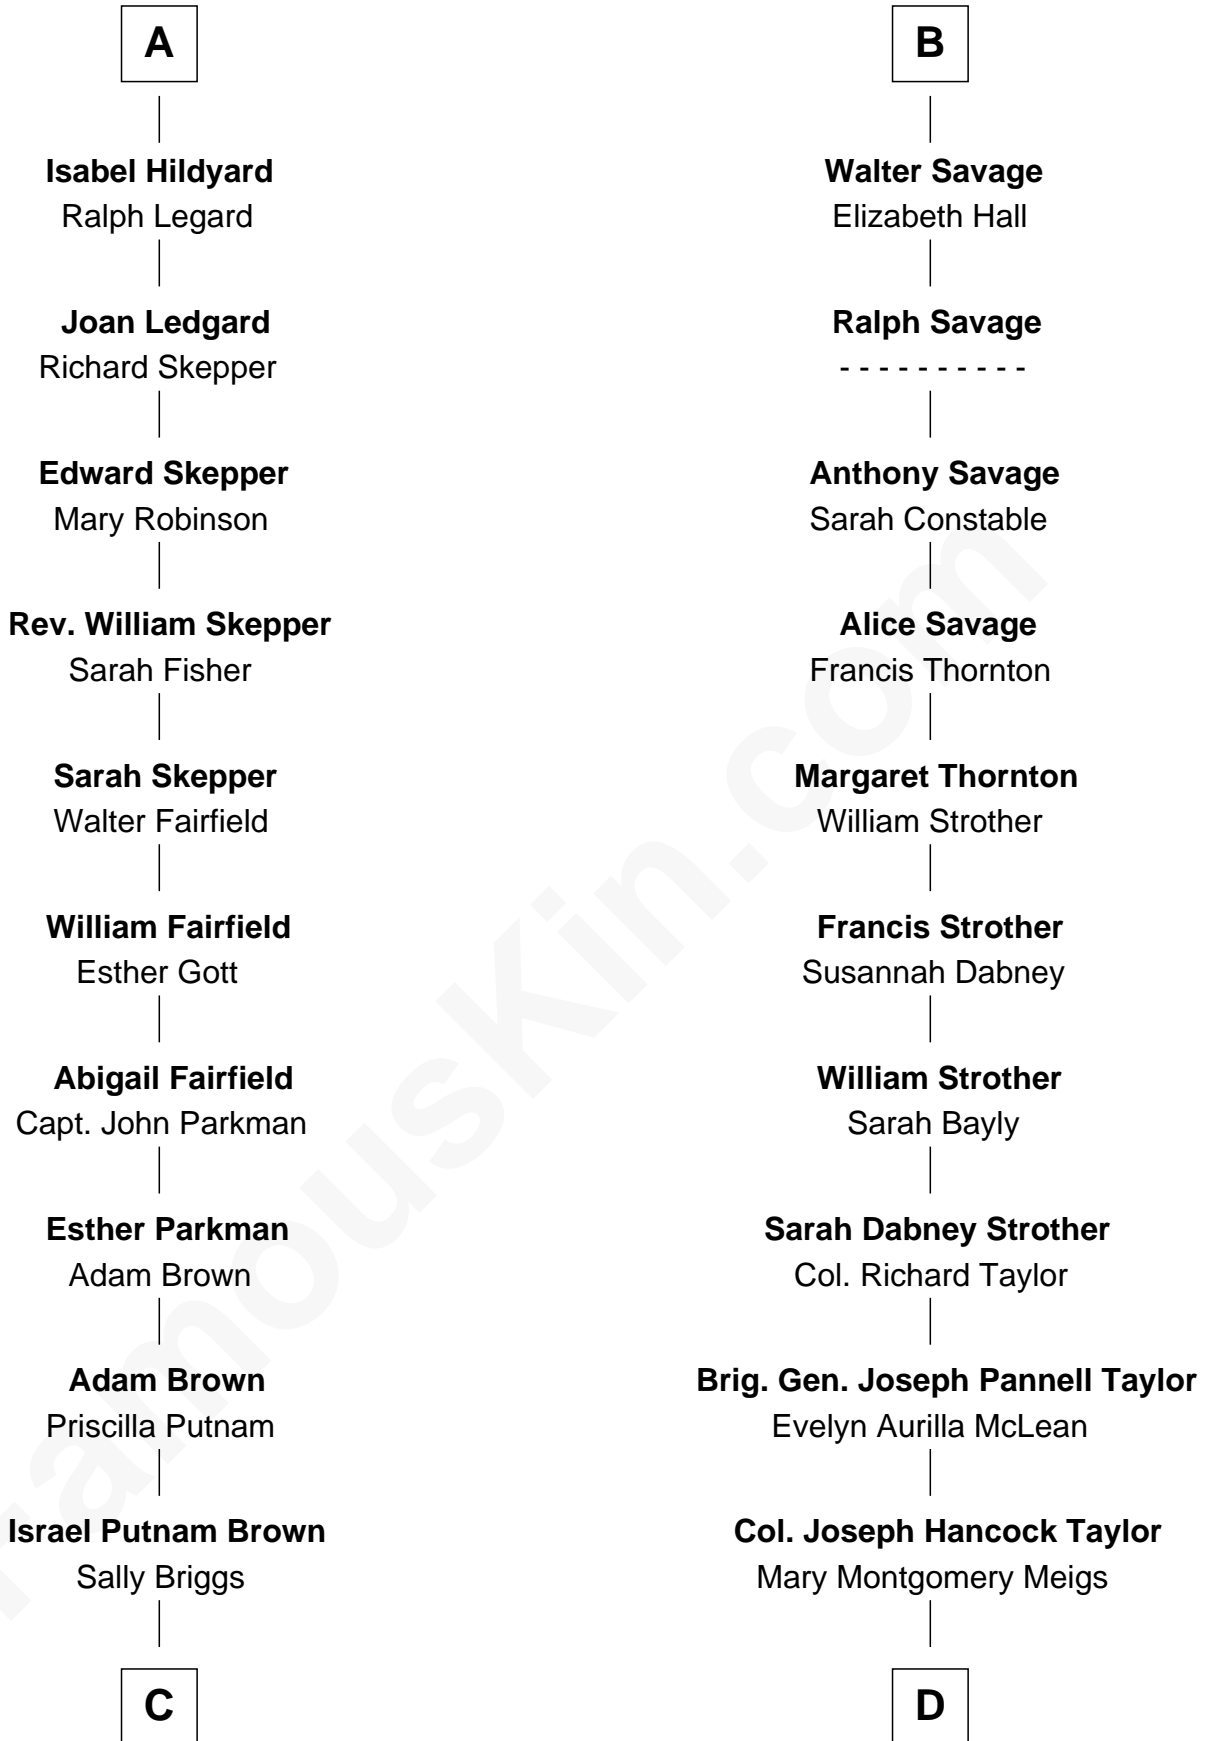 A
Isabel Hildyard
Ralph Legard
Joan Ledgard
Richard Skepper
Edward Skepper
Mary Robinson
Rev. William Skepper
Sarah Fisher
Sarah Skepper
Walter Fairfield
William Fairfield
Esther Gott
Abigail Fairfield
Capt. John Parkman
Esther Parkman
Adam Brown
Adam Brown
Priscilla Putnam
Israel Putnam Brown
Sally Briggs
C
B
Walter Savage
Elizabeth Hall
Ralph Savage
- - - - - - - - - -
Anthony Savage
Sarah Constable
Alice Savage
Francis Thornton
Margaret Thornton
William Strother
Francis Strother
Susannah Dabney
William Strother
Sarah Bayly
Sarah Dabney Strother
Col. Richard Taylor
Brig. Gen. Joseph Pannell Taylor
Evelyn Aurilla McLean
Col. Joseph Hancock Taylor
Mary Montgomery Meigs
D
FamousKin.com